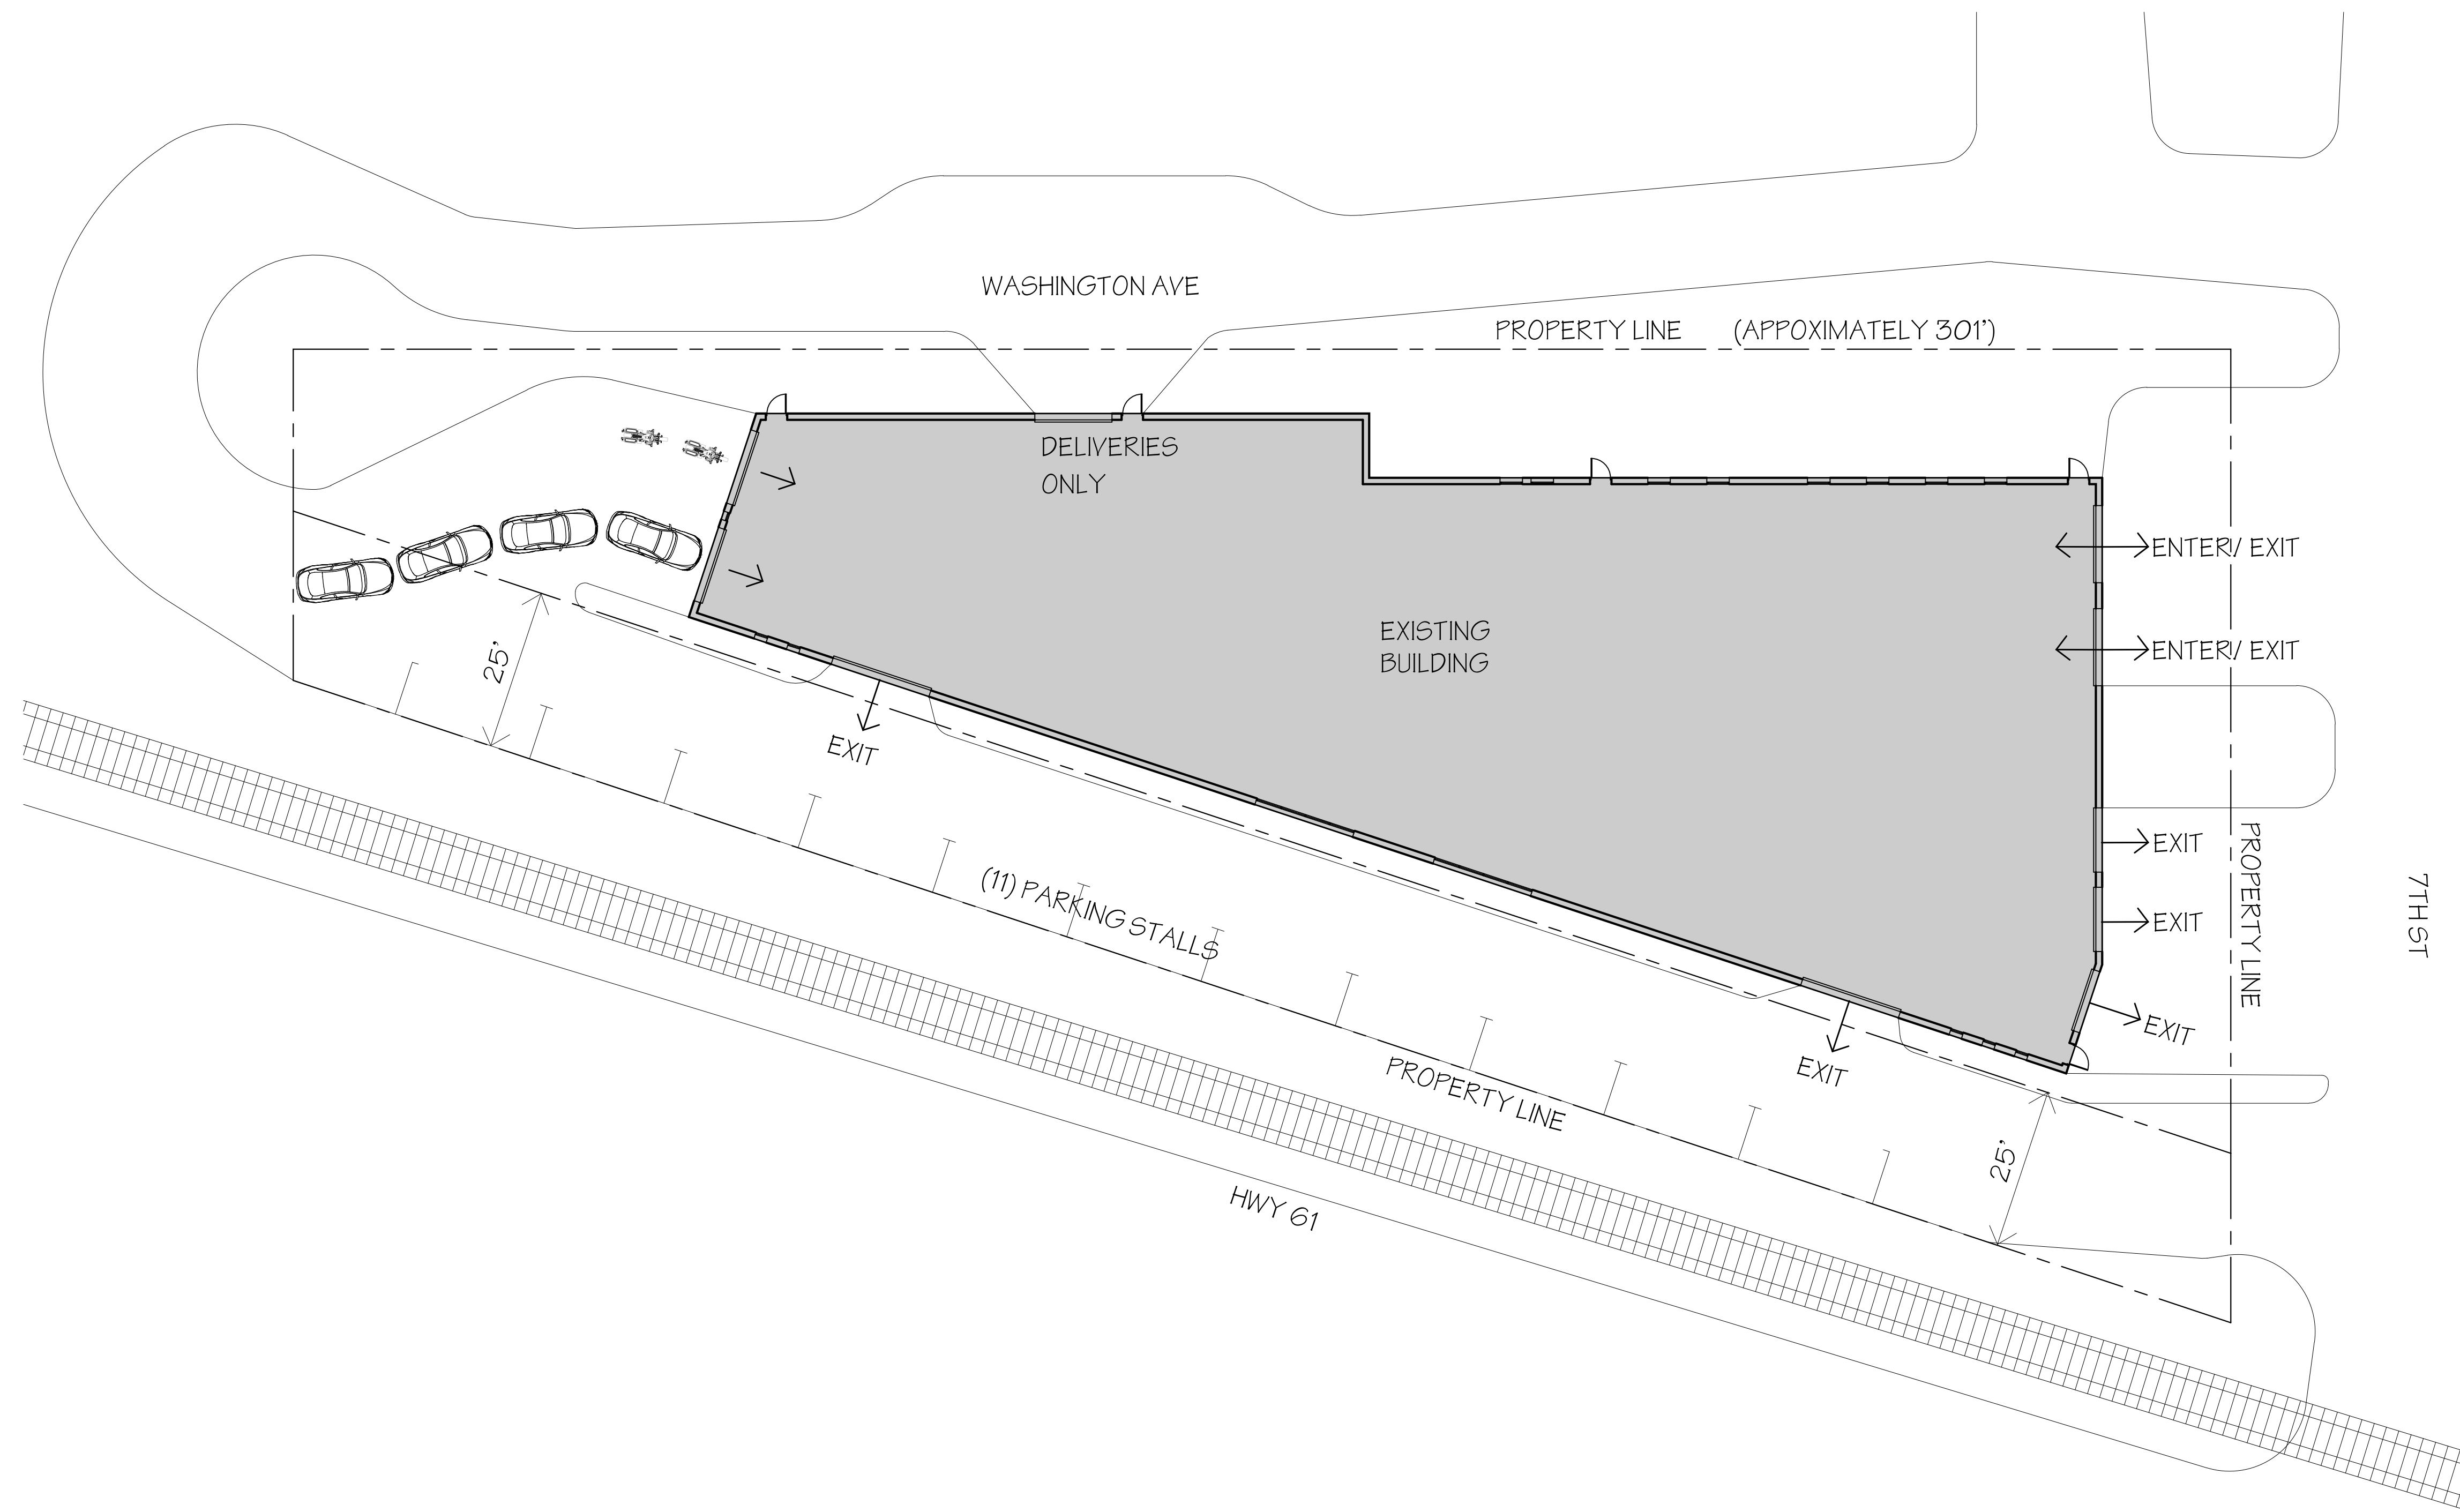 WASHINGTON AVE
PROPERTY LINE (APPOXIMATELY 301')
DELIVERIES
ONLY
ENTER/ EXIT
EXISTING
BUILDING
ENTER/ EXIT
25'
EXIT
EXIT
PROPERTY LINE
7TH ST
(11) PARKING STALLS
EXIT
EXIT
EXIT
PROPERTY LINE
25'
HWY 61